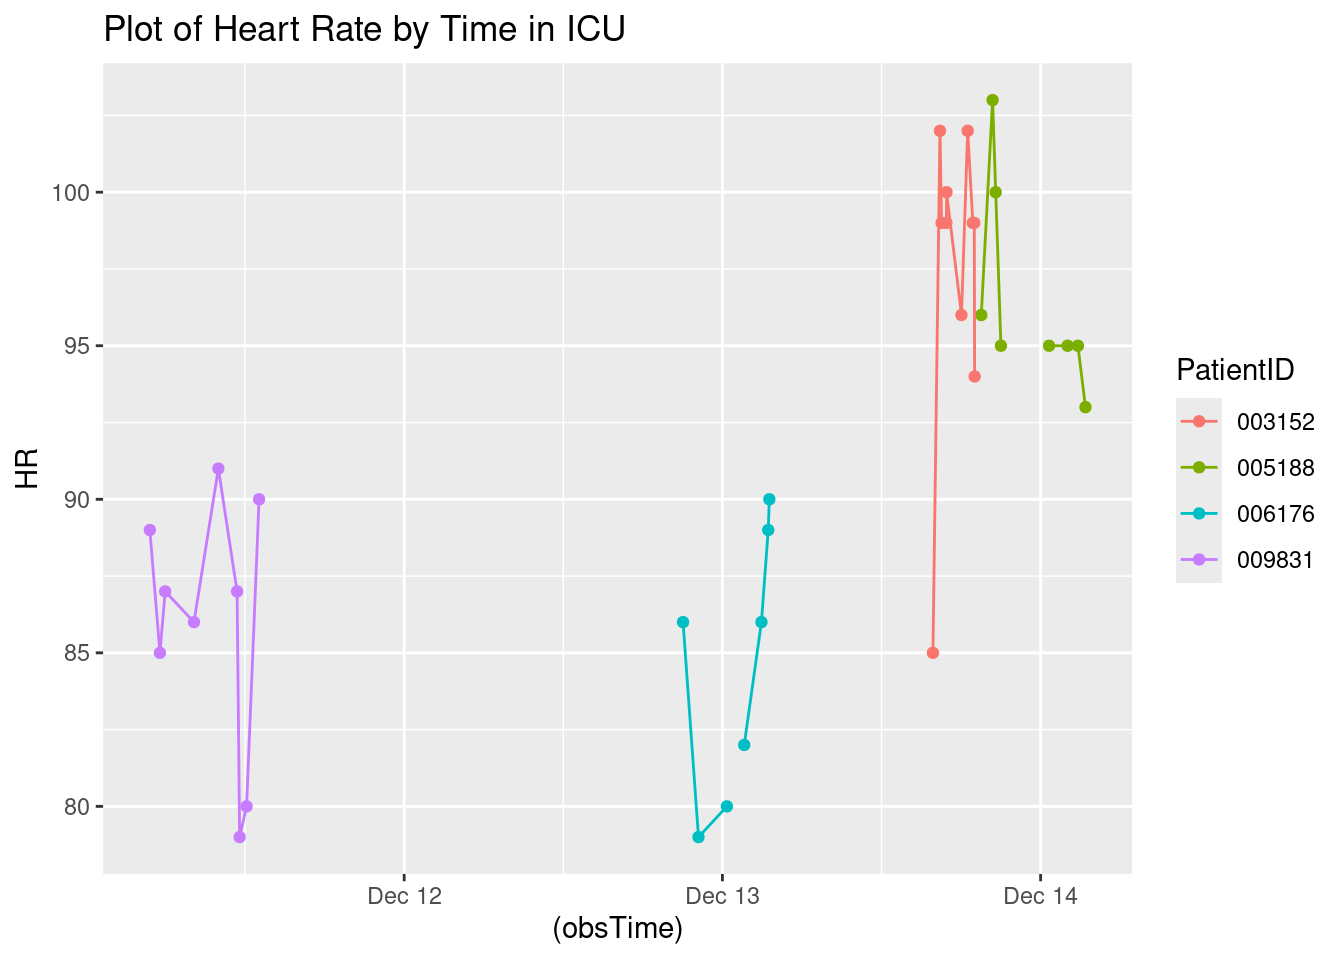 Plot of Heart Rate by Time in ICU
HR
100
95
90
85
80
Dec 12
Dec 13
Dec 14
(obsTime)
PatientID
003152
005188
006176
009831